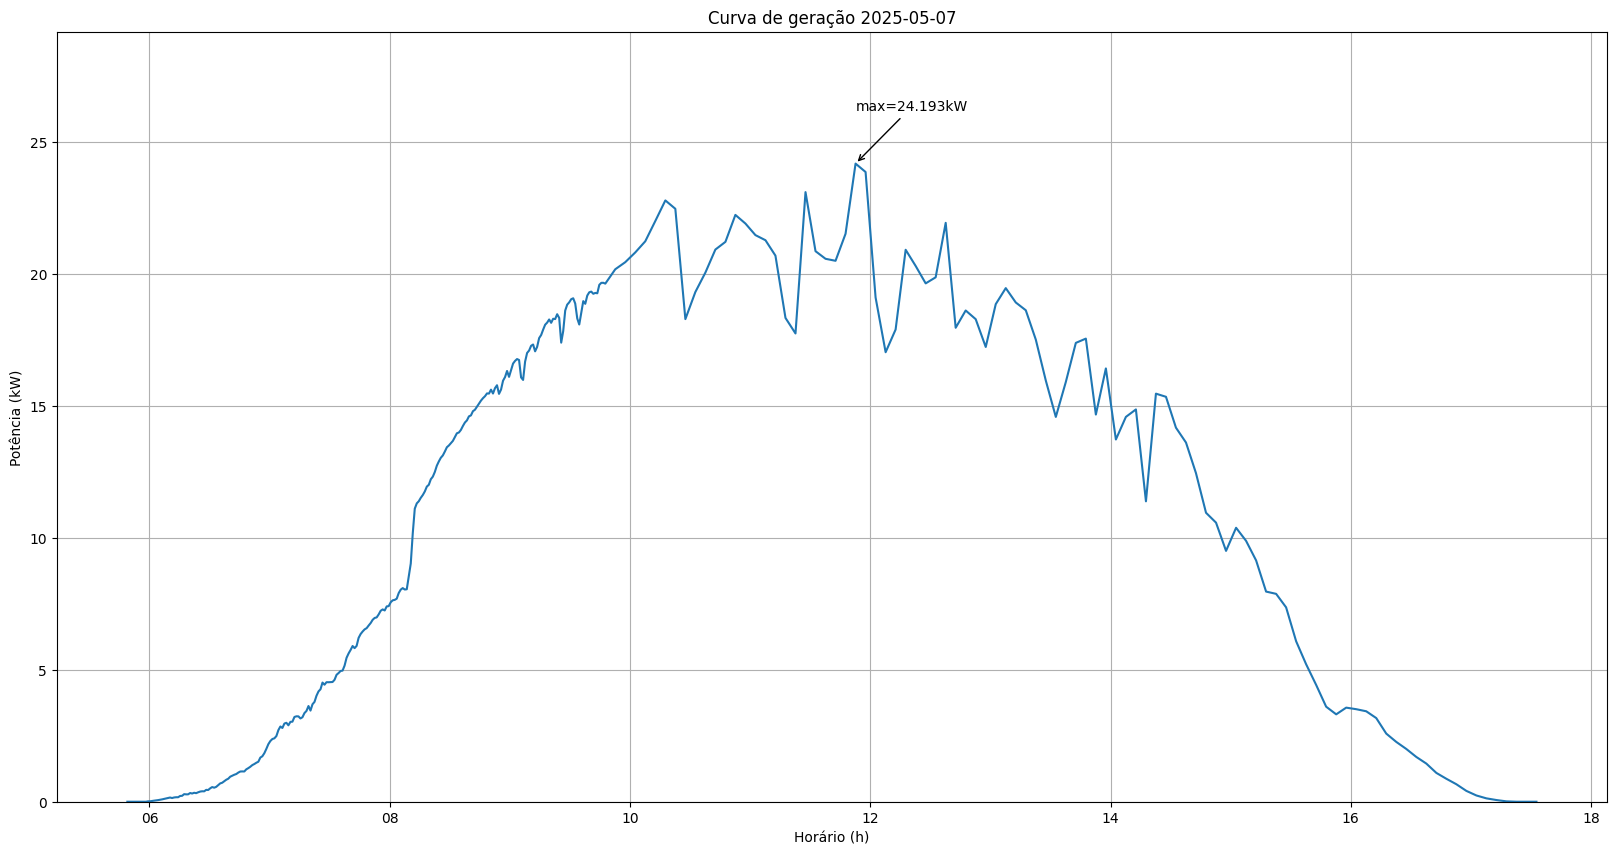 Curva de geração 2025-05-07
max=24.193kW
25
20
15
10
5
0
Potência (kW)
06 08 10 12 14 16 18
Horário (h)